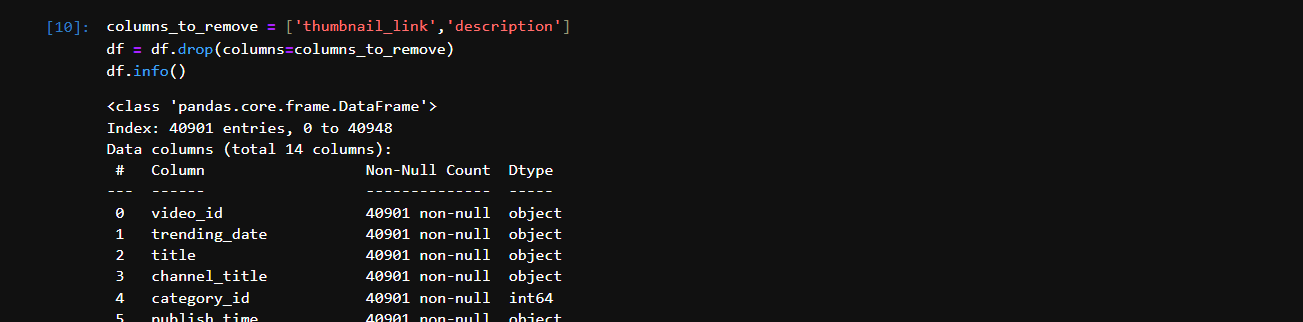 [10]: columns_to_remove = ['thumbnail_link','description']
df = df.drop(columns=columns_to_remove)
df.info()
<class 'pandas.core.frame.DataFrame'>
Index: 40901 entries, 0 to 40948
Data columns (total 14 columns):
 #   Column                  Non-Null Count  Dtype
---  ------                  --------------  -----
 0   video_id                40901 non-null  object
 1   trending_date           40901 non-null  object
 2   title                   40901 non-null  object
 3   channel_title           40901 non-null  object
 4   category_id             40901 non-null  int64
 5   publish_time            40901 non-null  object